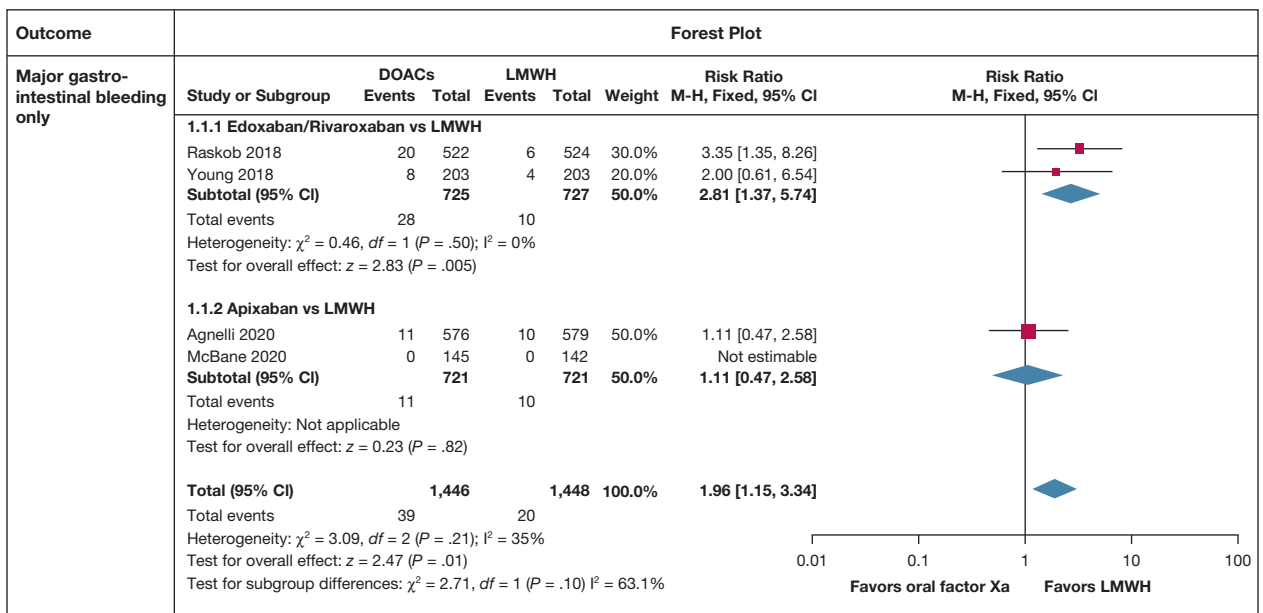 Outcome Forest Plot
Major gastro-
intestinal bleeding
only
DOACs LMWH Risk Ratio Risk Ratio
Study or Subgroup Events Total Events Total Weight M-H, Fixed, 95% CI M-H, Fixed, 95% CI
1.1.1 Edoxaban/Rivaroxaban vs LMWH
Raskob 2018 20 522 6 524 30.0% 3.35 [1.35, 8.26]
Young 2018 8 203 4 203 20.0% 2.00 [0.61, 6.54]
Subtotal (95% CI) 725 727 50.0% 2.81 [1.37, 5.74]
Total events 28 10
Heterogeneity: χ² = 0.46, df = 1 (P = .50); I² = 0%
Test for overall effect: z = 2.83 (P = .005)
1.1.2 Apixaban vs LMWH
Agnelli 2020 11 576 10 579 50.0% 1.11 [0.47, 2.58]
McBane 2020 0 145 0 142 Not estimable
Subtotal (95% CI) 721 721 50.0% 1.11 [0.47, 2.58]
Total events 11 10
Heterogeneity: Not applicable
Test for overall effect: z = 0.23 (P = .82)
Total (95% CI) 1,446 1,448 100.0% 1.96 [1.15, 3.34]
Total events 39 20
Heterogeneity: χ² = 3.09, df = 2 (P = .21); I² = 35%
Test for overall effect: z = 2.47 (P = .01)
Test for subgroup differences: χ² = 2.71, df = 1 (P = .10) I² = 63.1%
0.01 0.1 1 10 100
Favors oral factor Xa Favors LMWH